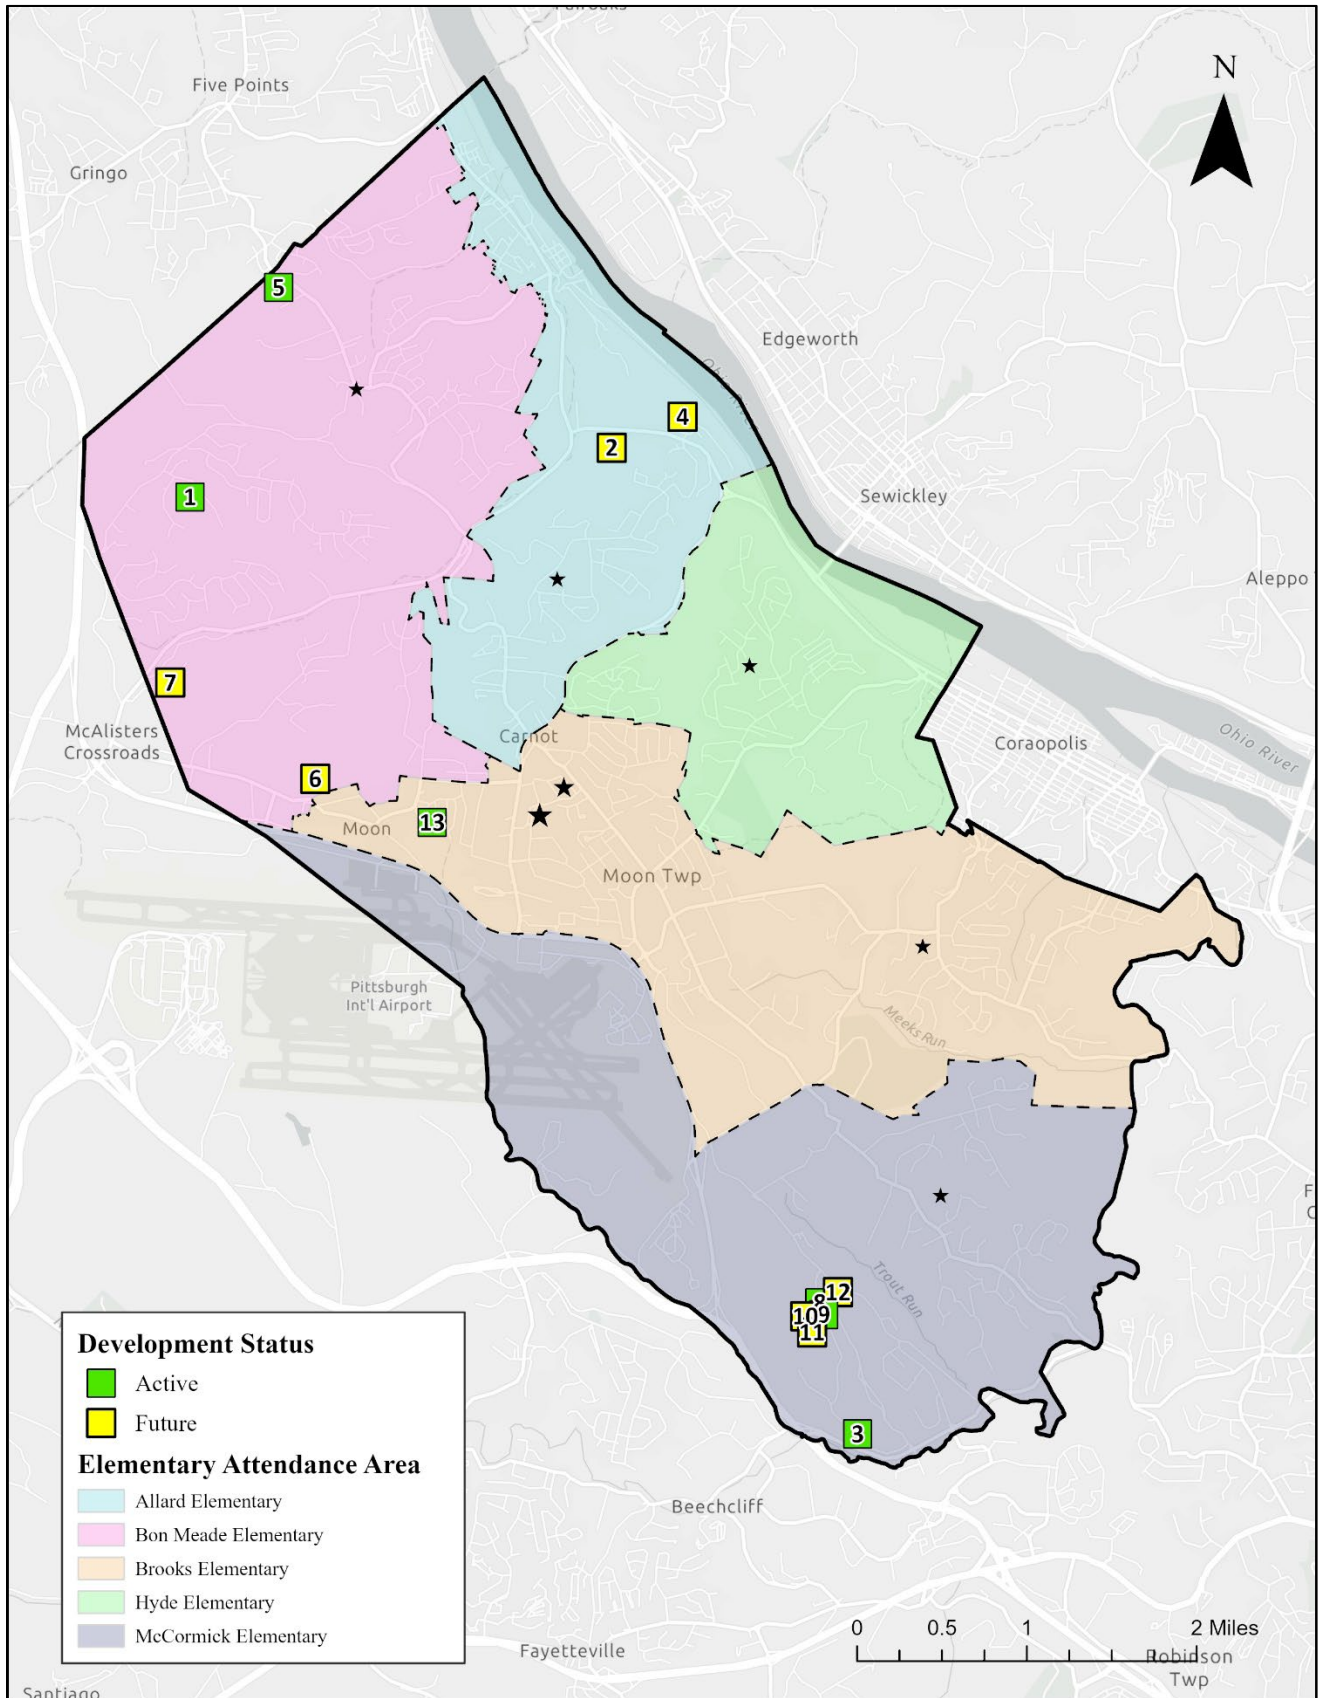 Fairoaks
N
Five Points
Gringo
5
Edgeworth
Ohio River
4
2
1
Sewickley
Aleppo
7
McAlisters
Crossroads
Carnot
Coraopolis
Ohio River
6
Moon
13
Moon Twp
Pittsburgh
Int'l Airport
Meeks Run
Trout Run
12
8
10
9
11
3
Beechcliff
Development Status
Active
Future
Elementary Attendance Area
Allard Elementary
Bon Meade Elementary
Brooks Elementary
Hyde Elementary
McCormick Elementary
0 0.5 1 2 Miles
Fayetteville
Robinson
Twp
Santiago